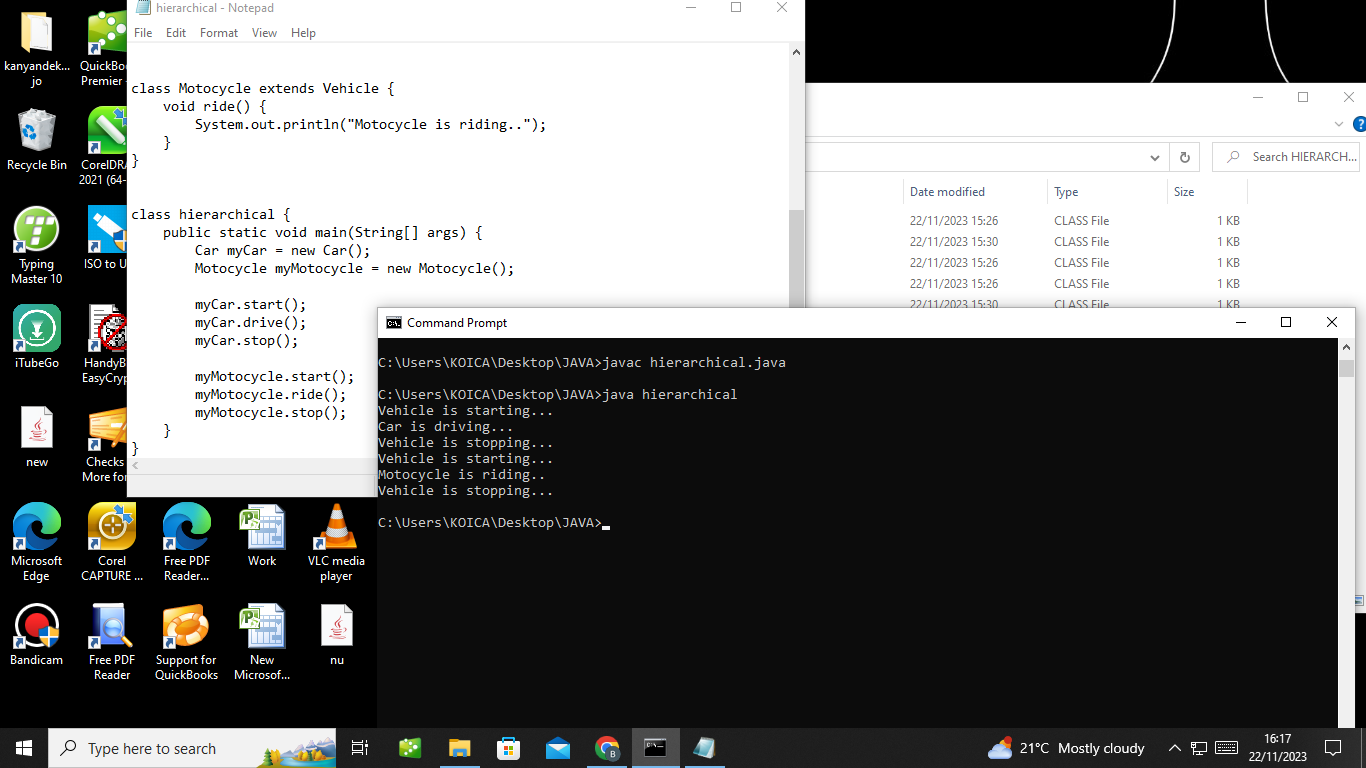 hierarchical - Notepad
File Edit Format View Help
class Motocycle extends Vehicle {
void ride() {
System.out.println("Motocycle is riding..");
}
}
class hierarchical {
public static void main(String[] args) {
Car myCar = new Car();
Motocycle myMotocycle = new Motocycle();
myCar.start();
myCar.drive();
myCar.stop();
myMotocycle.start();
myMotocycle.ride();
myMotocycle.stop();
}
}
Search HIERARCH...
Date modified Type Size
22/11/2023 15:26 CLASS File 1 KB
22/11/2023 15:30 CLASS File 1 KB
22/11/2023 15:26 CLASS File 1 KB
22/11/2023 15:26 CLASS File 1 KB
22/11/2023 15:30 CLASS File 1 KB
Command Prompt
C:\Users\KOICA\Desktop\JAVA>javac hierarchical.java
C:\Users\KOICA\Desktop\JAVA>java hierarchical
Vehicle is starting...
Car is driving...
Vehicle is stopping...
Vehicle is starting...
Motocycle is riding..
Vehicle is stopping...
C:\Users\KOICA\Desktop\JAVA>
kanyandek...
jo
QuickBoo
Premier
Recycle Bin
CorelDRA
2021 (64-
Typing
Master 10
ISO to U
iTubeGo
HandyB
EasyCryp
new
Checks
More for
Microsoft
Edge
Corel
CAPTURE ...
Free PDF
Reader...
Work
VLC media
player
Bandicam
Free PDF
Reader
Support for
QuickBooks
New
Microsof...
nu
Type here to search
21°C Mostly cloudy
16:17
22/11/2023